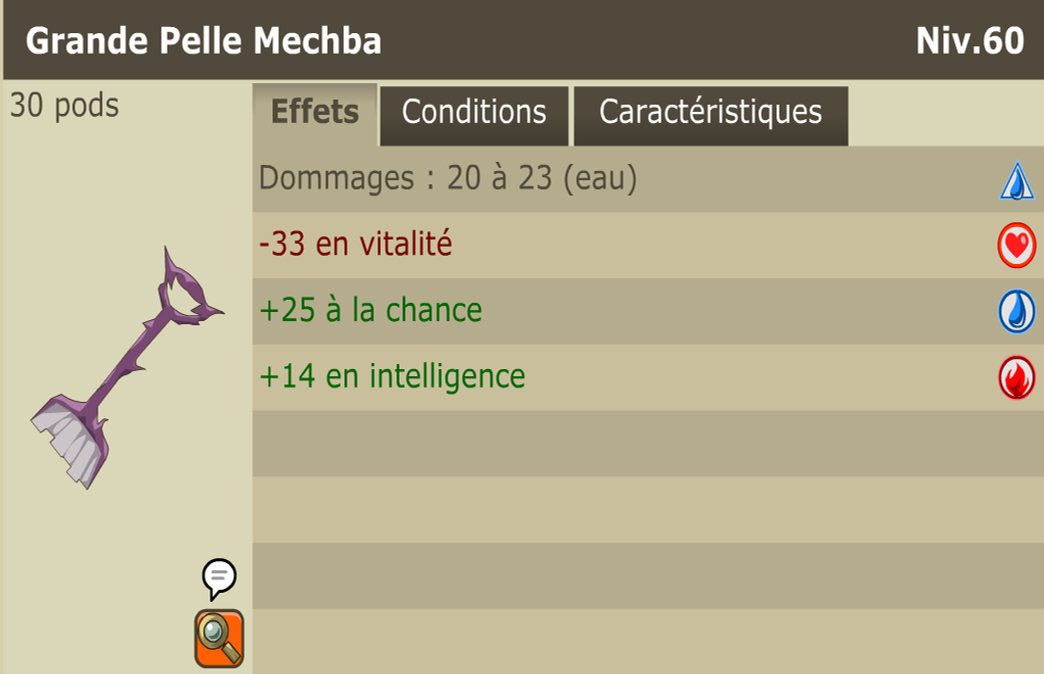 Grande Pelle Mechba
Niv.60
30 pods
Effets
Conditions
Caractéristiques
Dommages : 20 à 23 (eau)
-33 en vitalité
+25 à la chance
+14 en intelligence